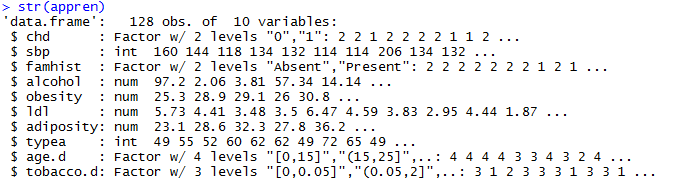 > str(appren)
'data.frame':   128 obs. of  10 variables:
 $ chd      : Factor w/ 2 levels "0","1": 2 2 1 2 2 2 2 1 1 2 ...
 $ sbp      : int  160 144 118 134 132 114 114 206 134 132 ...
 $ famhist  : Factor w/ 2 levels "Absent","Present": 2 2 2 2 2 2 2 1 2 1 ...
 $ alcohol  : num  97.2 2.06 3.81 57.34 14.14 ...
 $ obesity  : num  25.3 28.9 29.1 26 30.8 ...
 $ ldl      : num  5.73 4.41 3.48 3.5 6.47 4.59 3.83 2.95 4.44 1.87 ...
 $ adiposity: num  23.1 28.6 32.3 27.8 36.2 ...
 $ typea    : int  49 55 52 60 62 62 49 72 65 49 ...
 $ age.d    : Factor w/ 4 levels "[0,15]","(15,25]",..: 4 4 4 4 3 3 4 3 2 4 ...
 $ tobacco.d: Factor w/ 3 levels "[0,0.05]","(0.05,2]",..: 3 1 2 3 3 3 1 3 3 1 ...